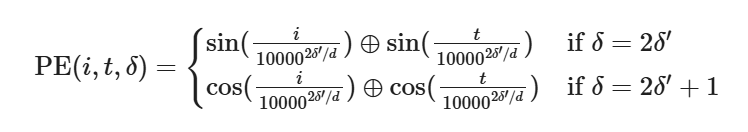 PE(i, t, δ) = { sin( i / 10000^{2δ′/d} ) ⊕ sin( t / 10000^{2δ′/d} ) if δ = 2δ′
cos( i / 10000^{2δ′/d} ) ⊕ cos( t / 10000^{2δ′/d} ) if δ = 2δ′ + 1